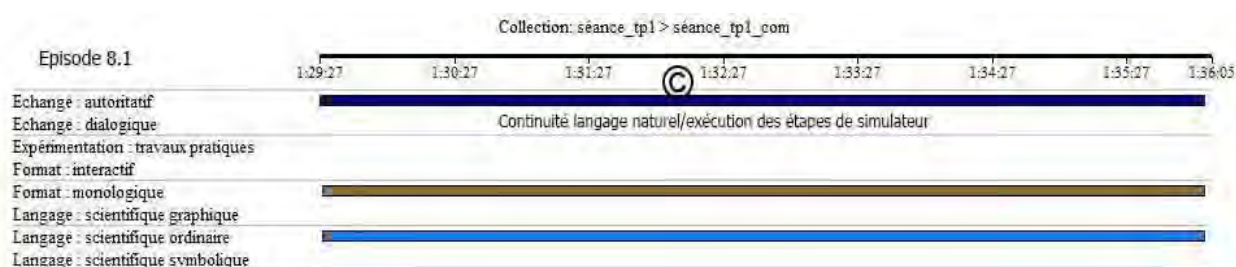 Collection: séance_tp1 > séance_tp1_com
Episode 8.1
1:29:27 1:30:27 1:31:27 1:32:27 1:33:27 1:34:27 1:35:27 1:36:05
©
Echange : autoritatif
Echange : dialogique
Continuité langage naturel/exécution des étapes de simulateur
Expérimentation : travaux pratiques
Format : interactif
Format : monologique
Langage : scientifique graphique
Langage : scientifique ordinaire
Langage : scientifique symbolique